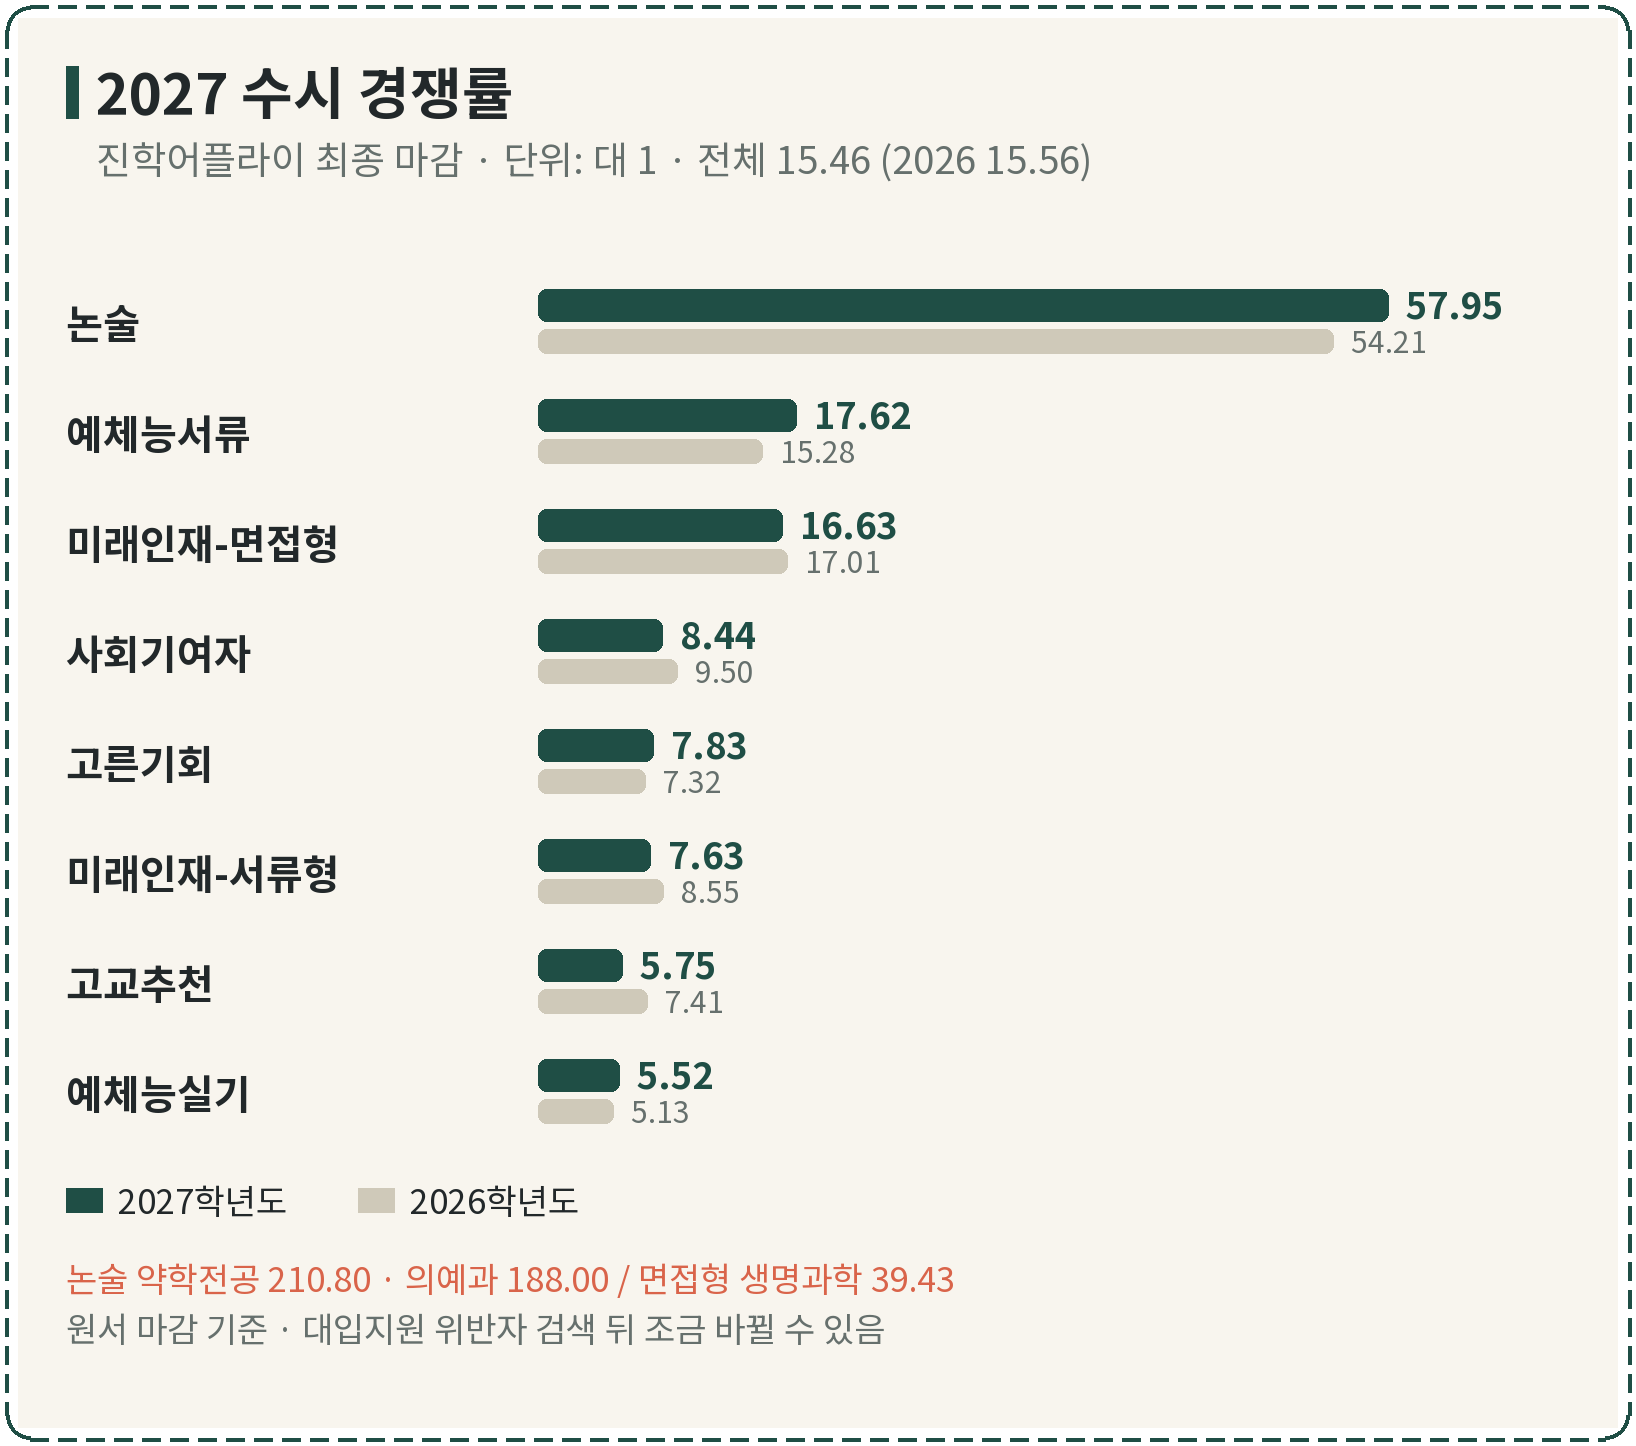 2027 수시 경쟁률
진학어플라이 최종 마감 · 단위: 대 1 · 전체 15.46 (2026 15.56)
논술
57.95
54.21
예체능서류
17.62
15.28
미래인재-면접형
16.63
17.01
사회기여자
8.44
9.50
고른기회
7.83
7.32
미래인재-서류형
7.63
8.55
고교추천
5.75
7.41
예체능실기
5.52
5.13
2027학년도
2026학년도
논술 약학전공 210.80 · 의예과 188.00 / 면접형 생명과학 39.43
원서 마감 기준 · 대입지원 위반자 검색 뒤 조금 바뀔 수 있음